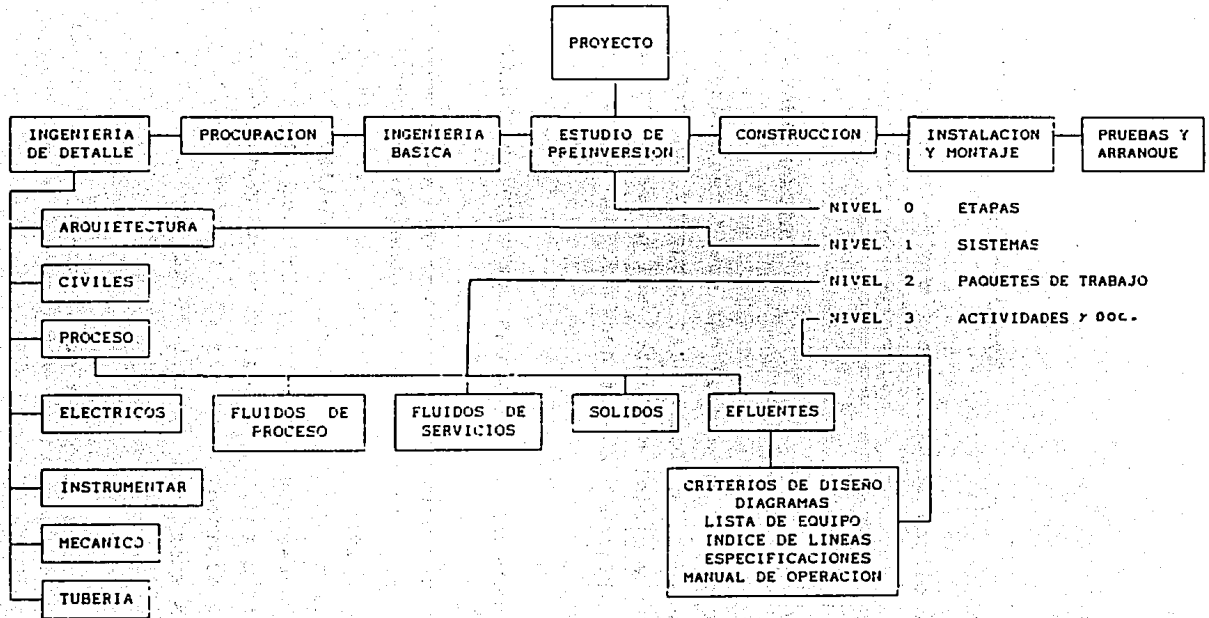 PROYECTO
INGENIERIA
DE DETALLE
PROCURACION
INGENIERIA
BASICA
ESTUDIO DE
PREINVERSION
CONSTRUCCION
INSTALACION
Y MONTAJE
PRUEBAS Y
ARRANQUE
NIVEL 0 ETAPAS
ARQUIETECTURA
NIVEL 1 SISTEMAS
CIVILES
NIVEL 2 PAQUETES DE TRABAJO
NIVEL 3 ACTIVIDADES Y DOC.
PROCESO
ELECTRICOS
FLUIDOS DE
PROCESO
FLUIDOS DE
SERVICIOS
SOLIDOS
EFLUENTES
INSTRUMENTAR
CRITERIOS DE DISEÑO
DIAGRAMAS
LISTA DE EQUIPO
INDICE DE LINEAS
ESPECIFICACIONES
MANUAL DE OPERACION
MECANICO
TUBERIA